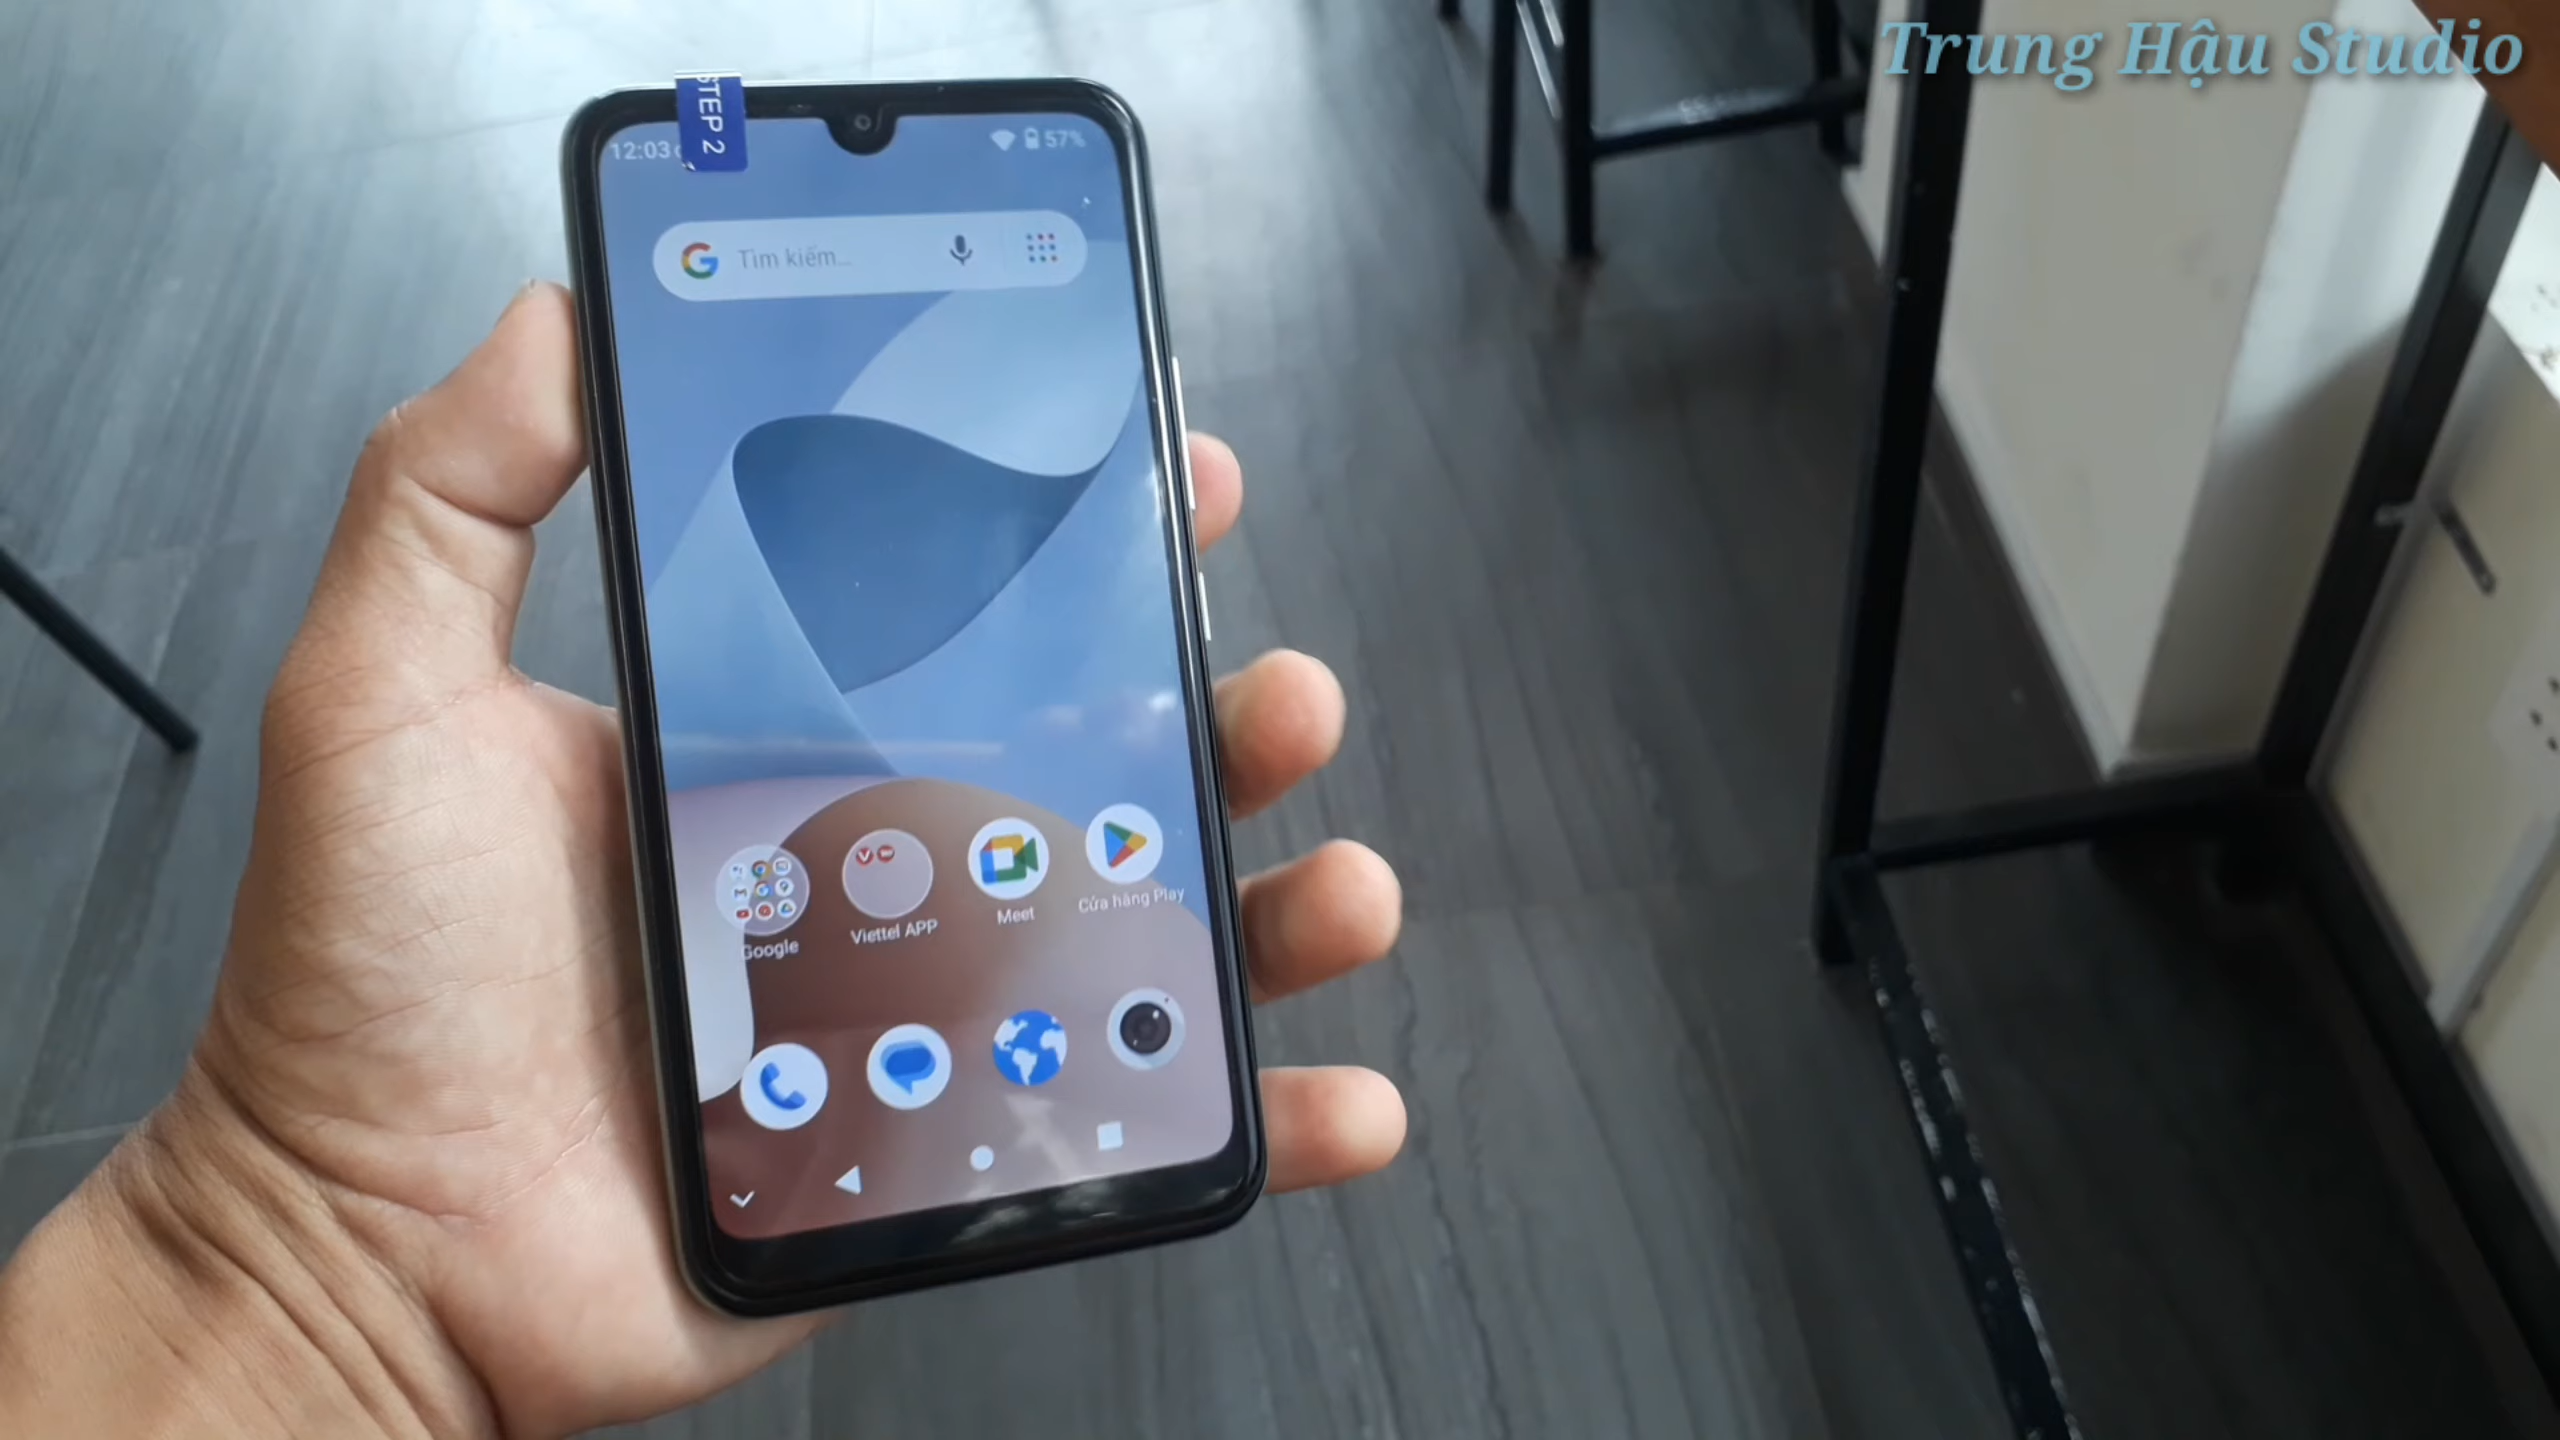 Trung Hậu Studio
STEP 2
12:03
57%
Tìm kiếm...
Google
Viettel APP
Meet
Cửa hàng Play